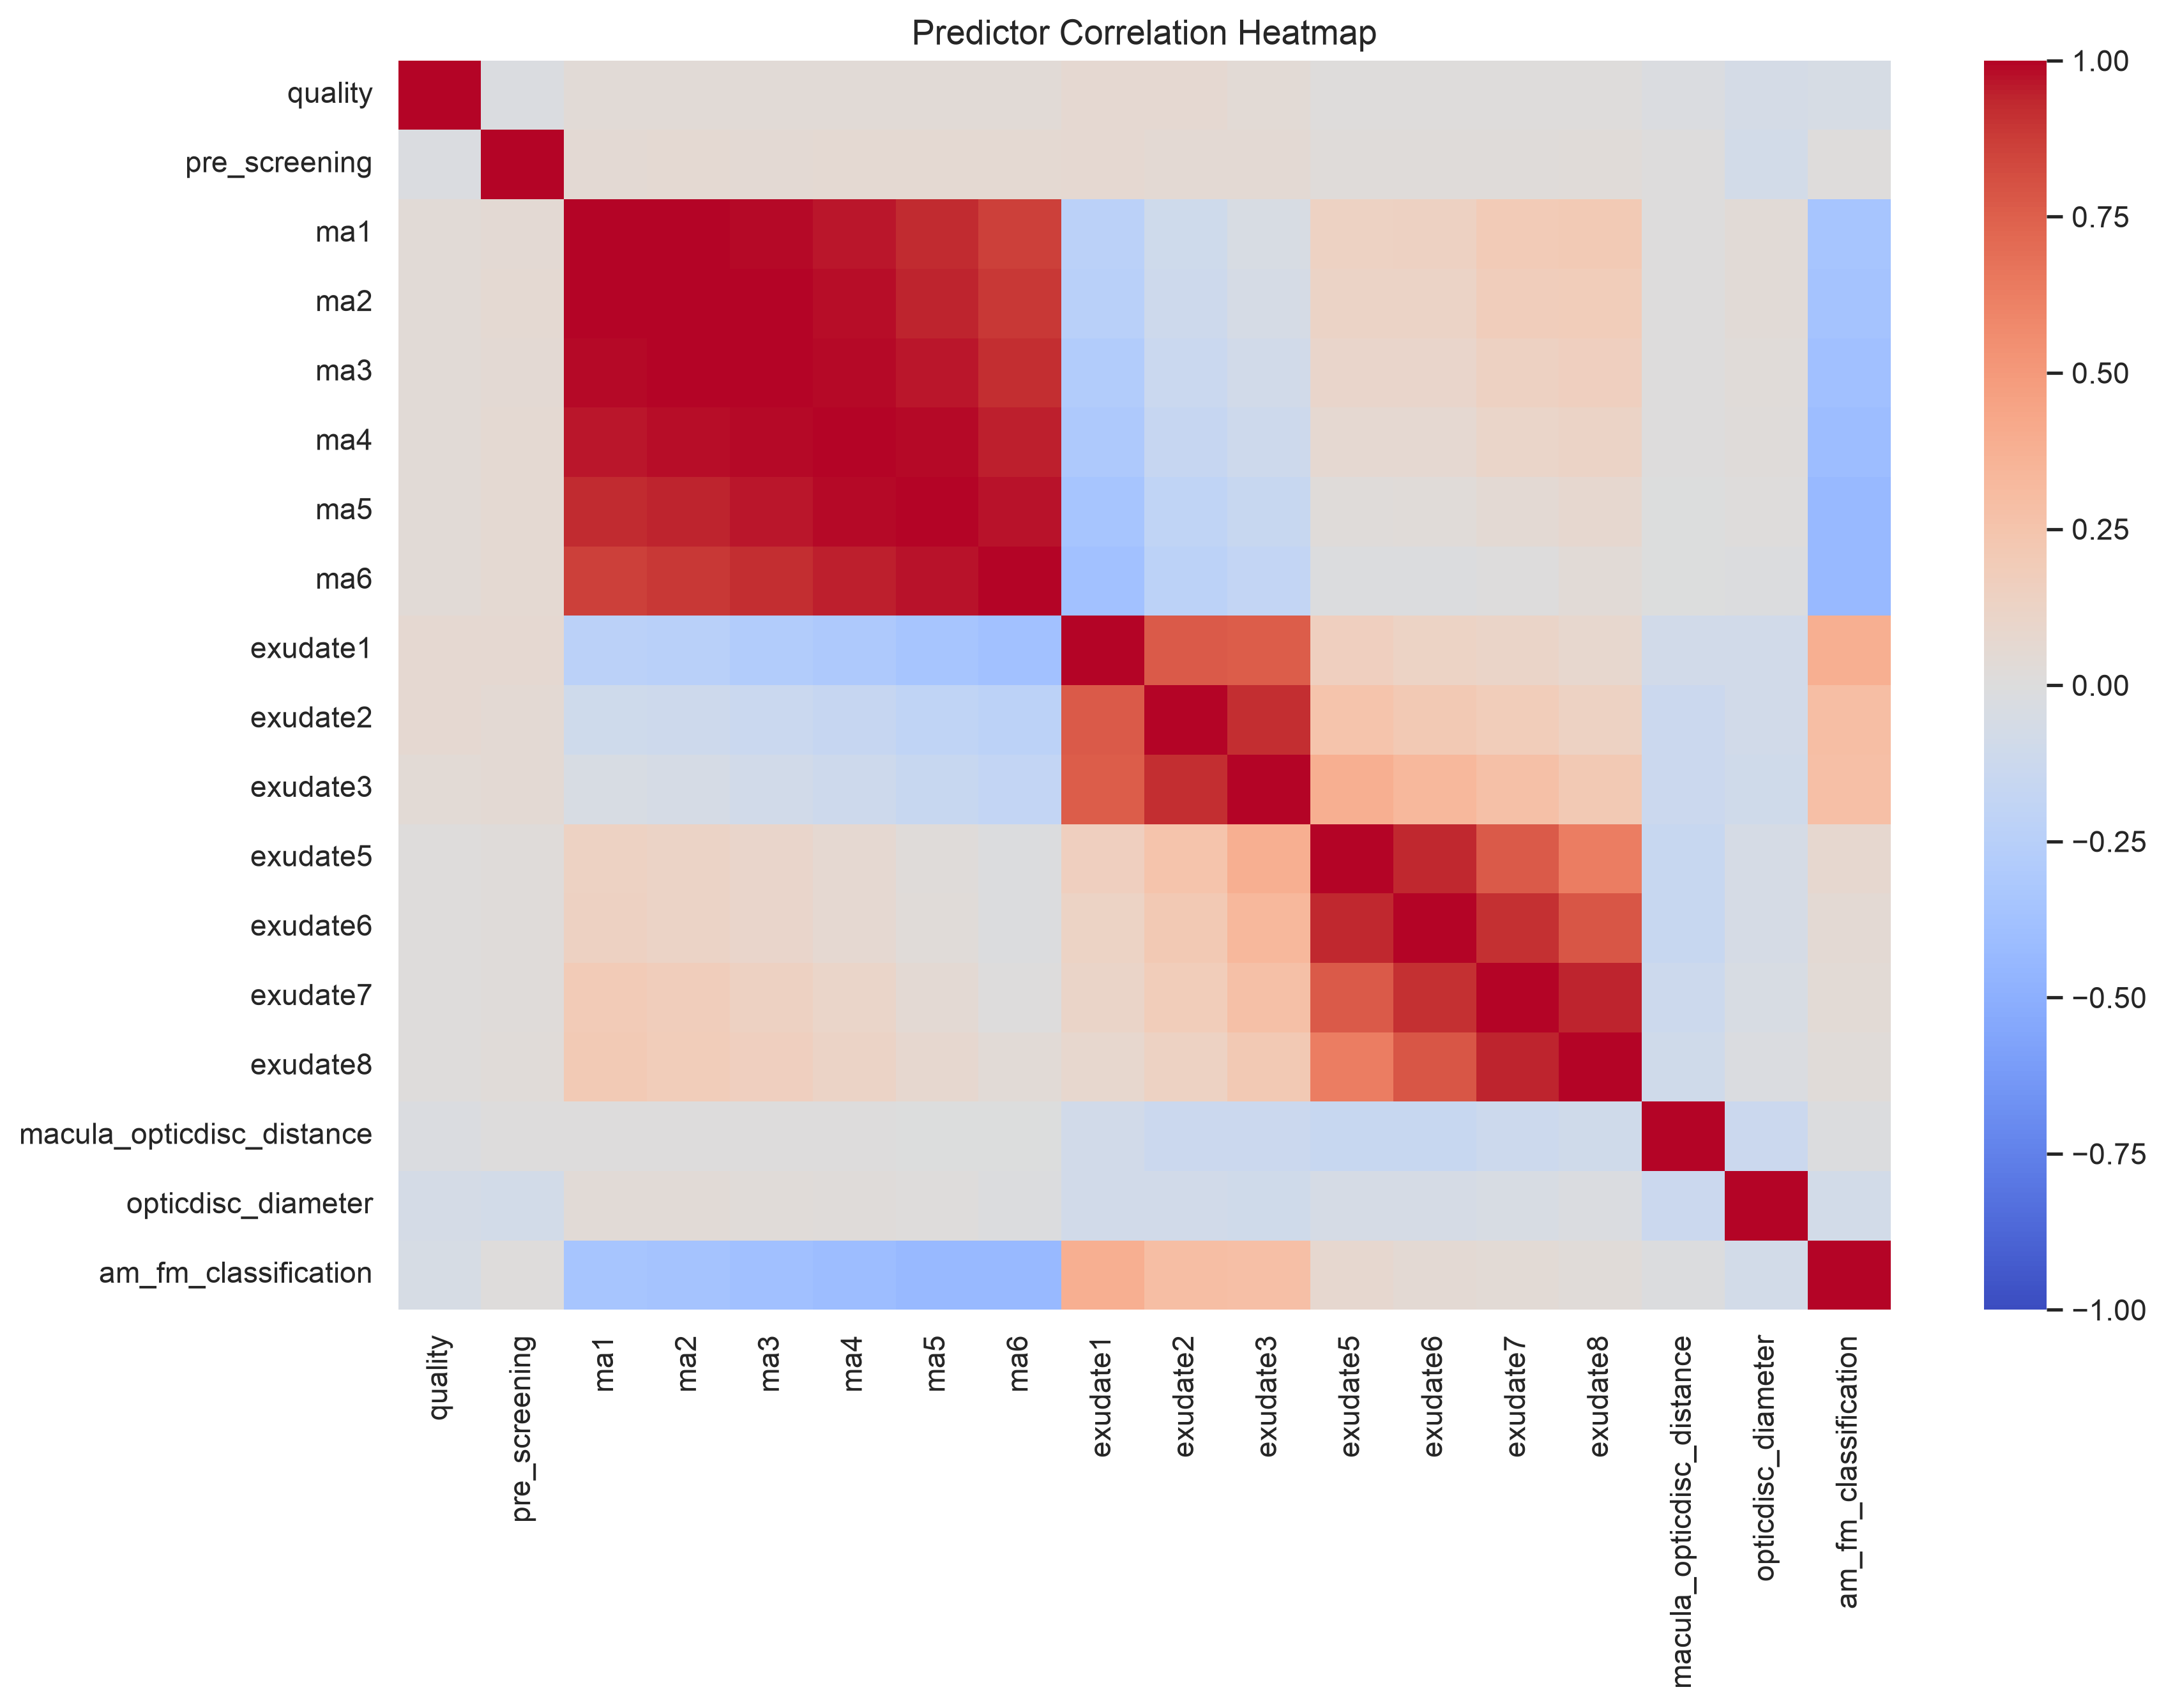 Predictor Correlation Heatmap
quality
pre_screening
ma1
ma2
ma3
ma4
ma5
ma6
exudate1
exudate2
exudate3
exudate5
exudate6
exudate7
exudate8
macula_opticdisc_distance
opticdisc_diameter
am_fm_classification
quality
pre_screening
ma1
ma2
ma3
ma4
ma5
ma6
exudate1
exudate2
exudate3
exudate5
exudate6
exudate7
exudate8
macula_opticdisc_distance
opticdisc_diameter
am_fm_classification
1.00
0.75
0.50
0.25
0.00
−0.25
−0.50
−0.75
−1.00